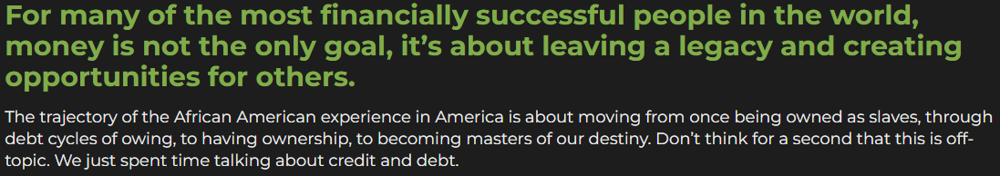 For many of the most financially successful people in the world,
money is not the only goal, it’s about leaving a legacy and creating
opportunities for others.
The trajectory of the African American experience in America is about moving from once being owned as slaves, through
debt cycles of owing, to having ownership, to becoming masters of our destiny. Don’t think for a second that this is off-
topic. We just spent time talking about credit and debt.